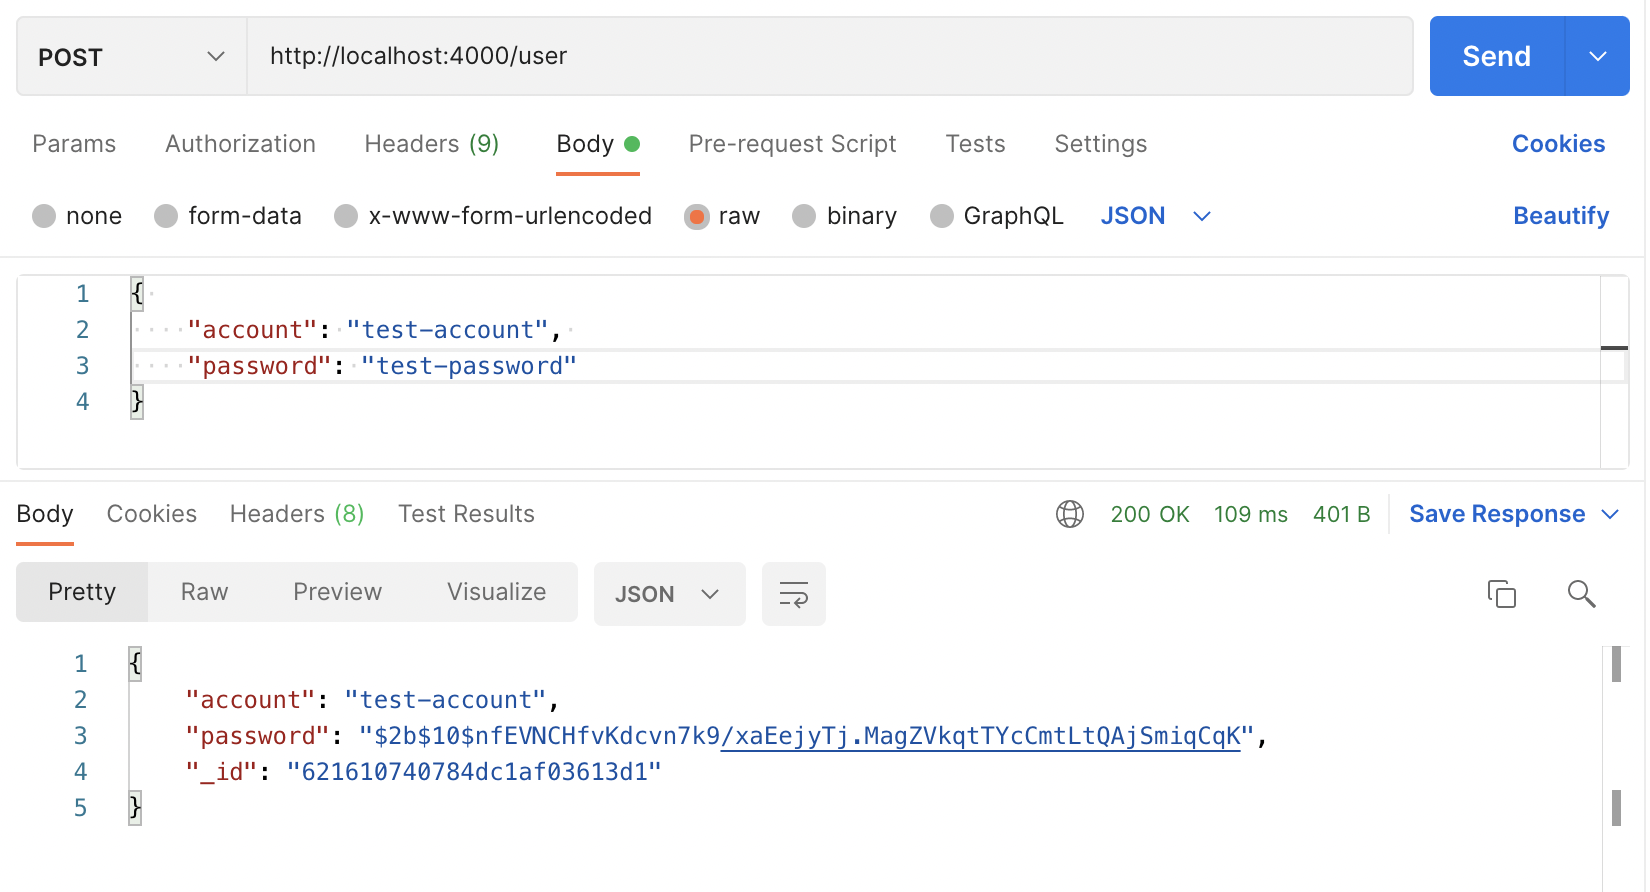 POST http://localhost:4000/user Send
Params Authorization Headers (9) Body Pre-request Script Tests Settings Cookies
none form-data x-www-form-urlencoded raw binary GraphQL JSON Beautify
1 {
2 "account": "test-account",
3 "password": "test-password"
4 }
Body Cookies Headers (8) Test Results 200 OK 109 ms 401 B Save Response
Pretty Raw Preview Visualize JSON
1 {
2 "account": "test-account",
3 "password": "$2b$10$nfEVNCHfvKdcvn7k9/xaEejyTj.MagZVkqtTYcCmtLtQAjSmiqCqK",
4 "_id": "621610740784dc1af03613d1"
5 }